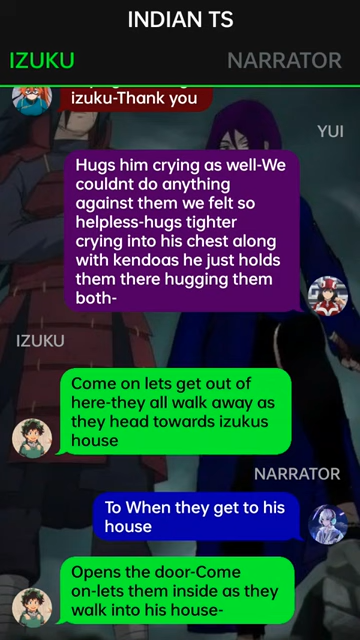 INDIAN TS
IZUKU
NARRATOR
izuku-Thank you
YUI
Hugs him crying as well-We
couldnt do anything
against them we felt so
helpless-hugs tighter
crying into his chest along
with kendoas he just holds
them there hugging them
both-
IZUKU
Come on lets get out of
here-they all walk away as
they head towards izukus
house
NARRATOR
To When they get to his
house
Opens the door-Come
on-lets them inside as they
walk into his house-